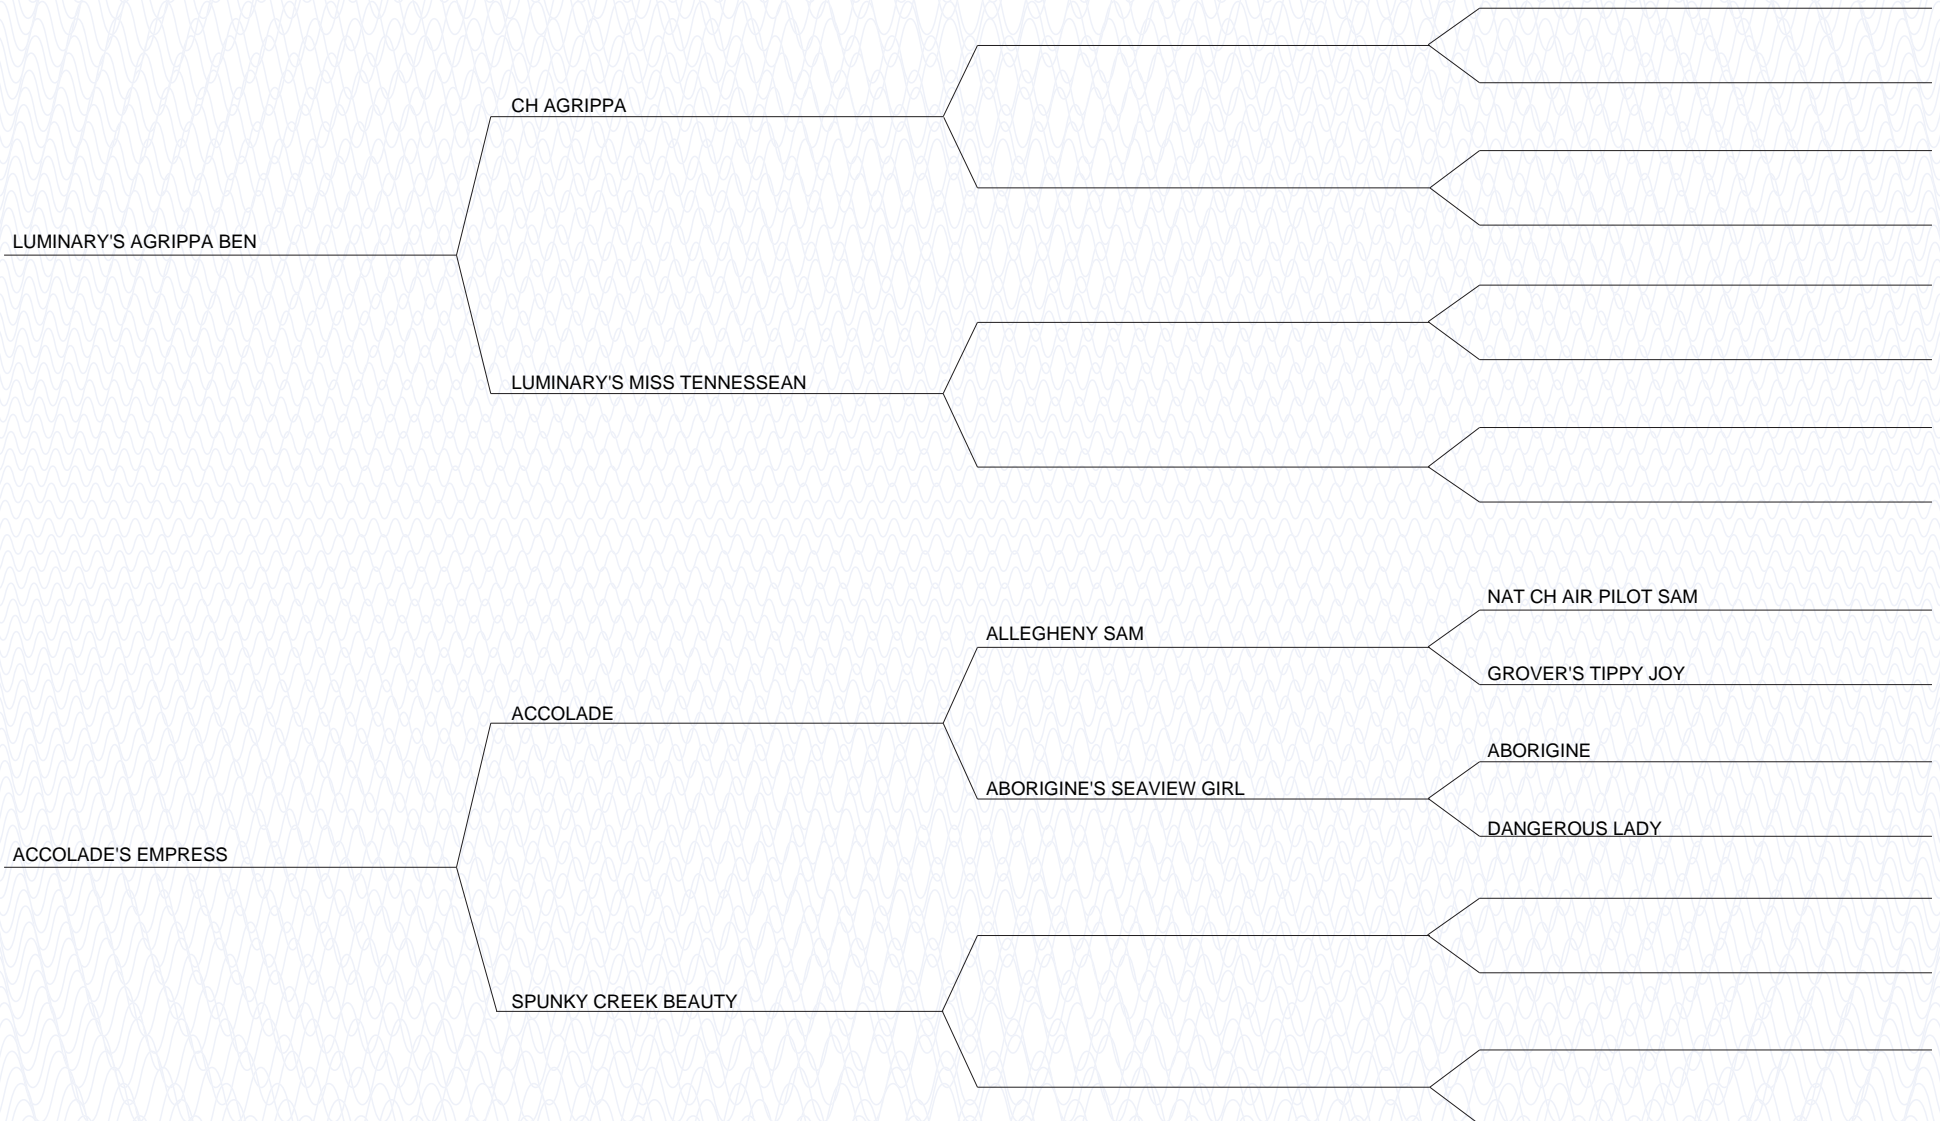 CH AGRIPPA
LUMINARY'S AGRIPPA BEN
LUMINARY'S MISS TENNESSEAN
NAT CH AIR PILOT SAM
ALLEGHENY SAM
GROVER'S TIPPY JOY
ACCOLADE
ABORIGINE
ABORIGINE'S SEAVIEW GIRL
DANGEROUS LADY
ACCOLADE'S EMPRESS
SPUNKY CREEK BEAUTY